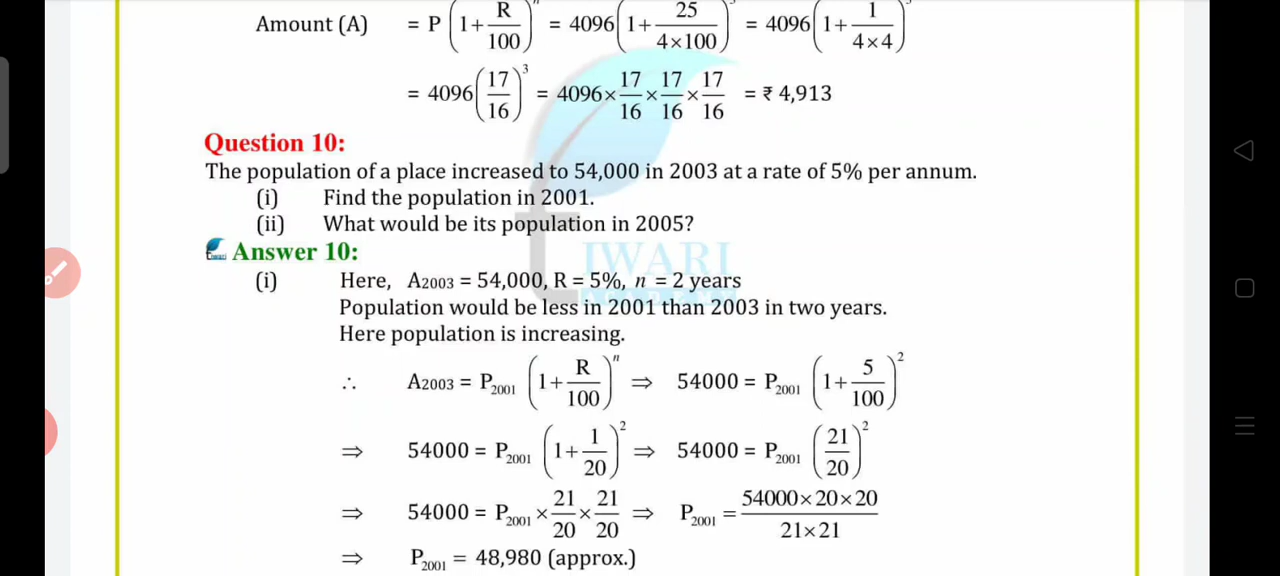 Amount (A) = P(1+R/100)ⁿ = 4096(1+25/(4×100))³ = 4096(1+1/(4×4))³
= 4096(17/16)³ = 4096×17/16×17/16×17/16 = ₹ 4,913
Question 10:
The population of a place increased to 54,000 in 2003 at a rate of 5% per annum.
(i) Find the population in 2001.
(ii) What would be its population in 2005?
Answer 10:
(i) Here, A2003 = 54,000, R = 5%, n = 2 years
Population would be less in 2001 than 2003 in two years.
Here population is increasing.
∴ A2003 = P₂₀₀₁ (1+R/100)ⁿ ⇒ 54000 = P₂₀₀₁ (1+5/100)²
⇒ 54000 = P₂₀₀₁ (1+1/20)² ⇒ 54000 = P₂₀₀₁ (21/20)²
⇒ 54000 = P₂₀₀₁ ×21/20×21/20 ⇒ P₂₀₀₁ = (54000×20×20)/(21×21)
⇒ P₂₀₀₁ = 48,980 (approx.)
IWARI